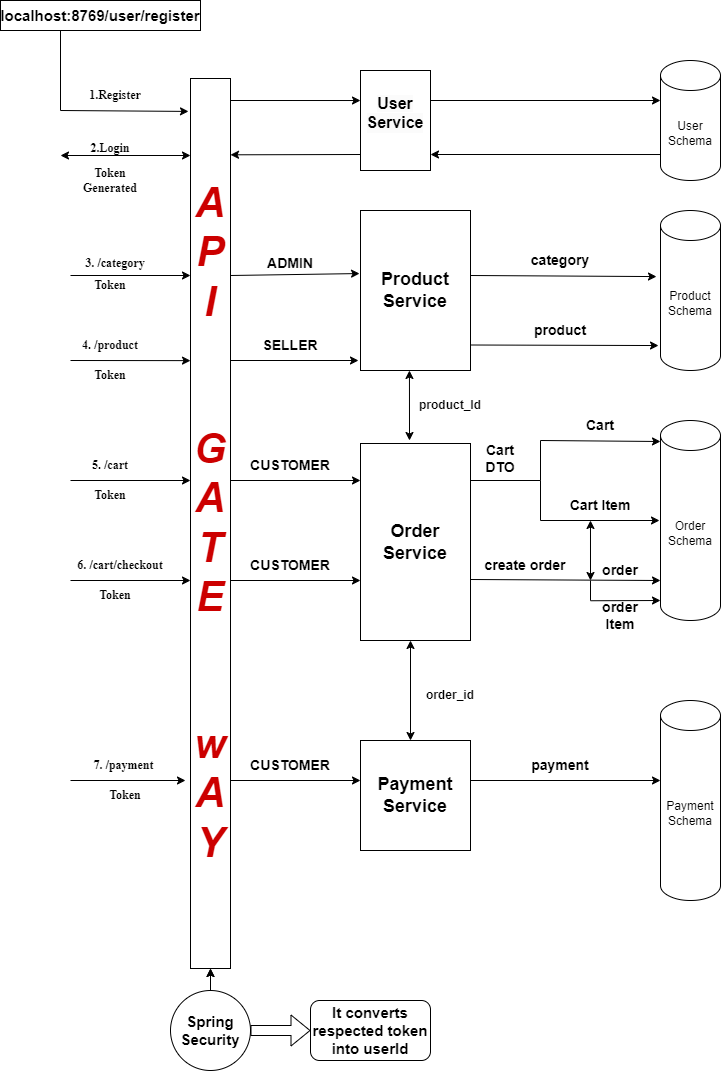 localhost:8769/user/register
1.Register
User
Service
User
Schema
2.Login
Token
Generated
A
P
I
3. /category
Token
ADMIN
Product
Service
category
Product
Schema
4. /product
Token
SELLER
product
product_Id
G
A
T
E
5. /cart
Token
CUSTOMER
Order
Service
Cart
DTO
Cart
Cart Item
Order
Schema
6. /cart/checkout
Token
CUSTOMER
create order
order
order
Item
order_id
w
A
Y
7. /payment
Token
CUSTOMER
Payment
Service
payment
Payment
Schema
Spring
Security
It converts
respected token
into userId